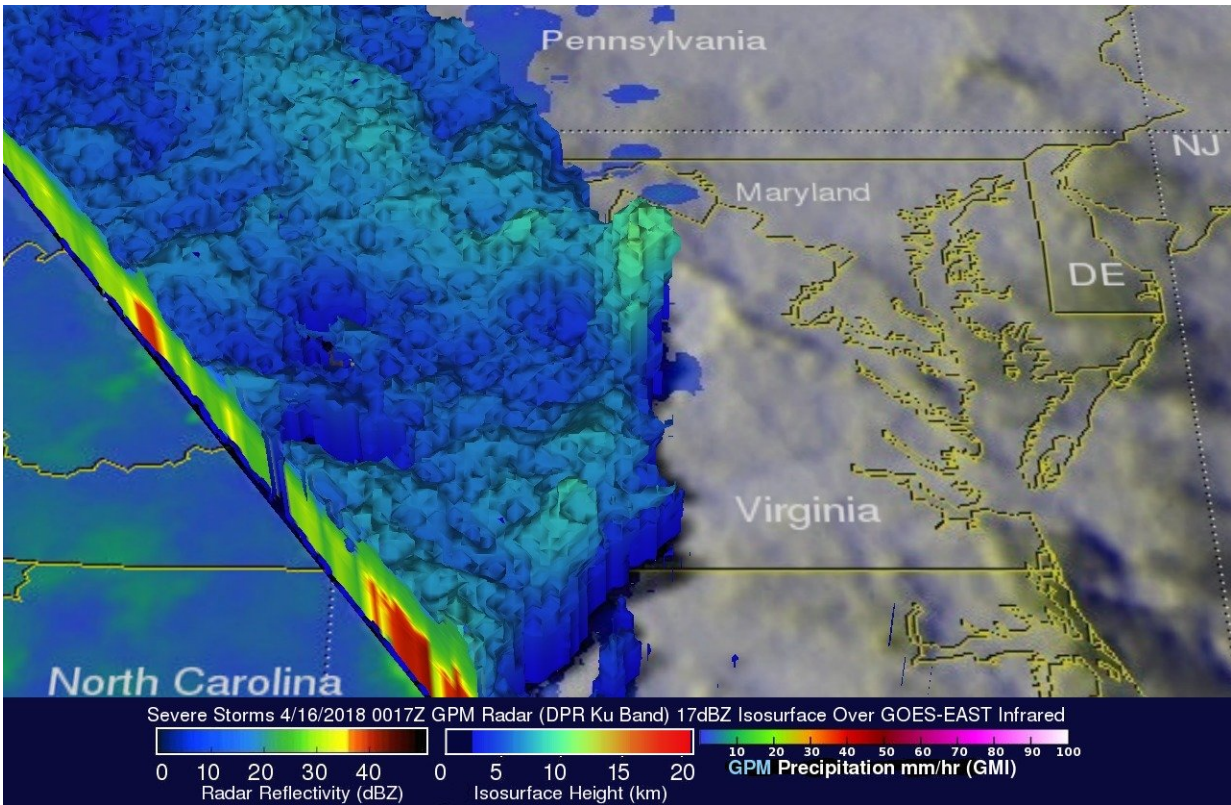 Pennsylvania
NJ
Maryland
DE
Virginia
North Carolina
Severe Storms 4/16/2018 0017Z GPM Radar (DPR Ku Band) 17dBZ Isosurface Over GOES-EAST Infrared
0 10 20 30 40
Radar Reflectivity (dBZ)
0 5 10 15 20
Isosurface Height (km)
10 20 30 40 50 60 70 80 90 100
GPM Precipitation mm/hr (GMI)